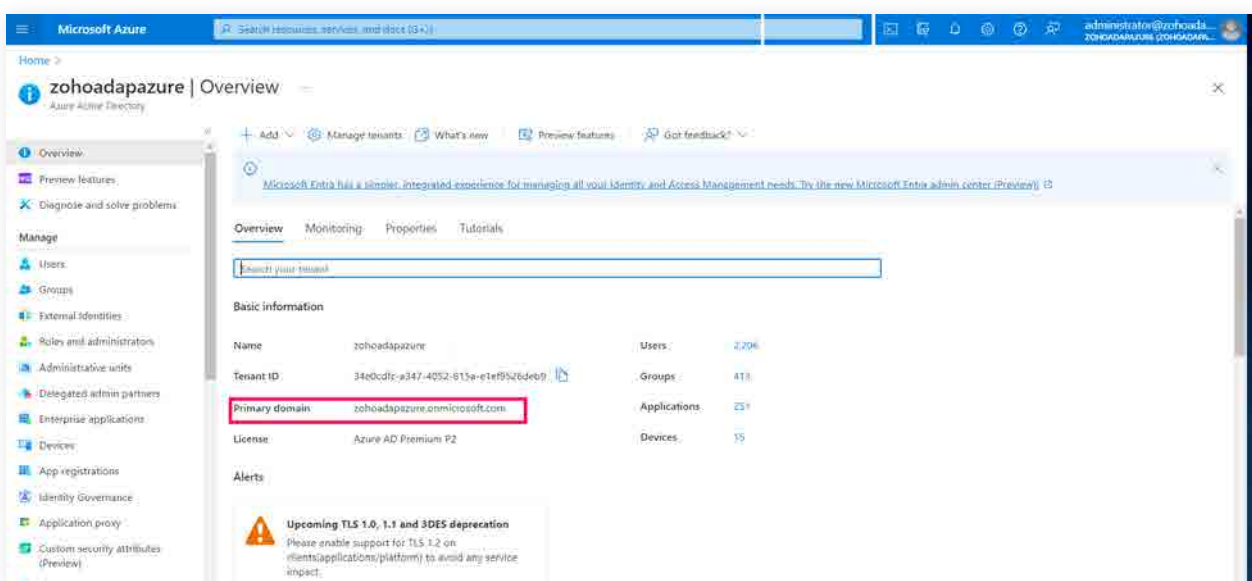 Microsoft Azure
Search resources, services, and docs (G+/)
administrator@zohoada...
ZOHOADAPAZURE (ZOHOADAPA...
Home >
zohoadapazure | Overview ...
Azure Active Directory
Add
Manage tenants
What's new
Preview features
Got feedback?
Microsoft Entra has a simpler, integrated experience for managing all your Identity and Access Management needs. Try the new Microsoft Entra admin center (Preview)!
Overview
Preview features
Diagnose and solve problems
Manage
Users
Groups
External Identities
Roles and administrators
Administrative units
Delegated admin partners
Enterprise applications
Devices
App registrations
Identity Governance
Application proxy
Custom security attributes
(Preview)
Overview Monitoring Properties Tutorials
Search your tenant
Basic information
Name zohoadapazure Users 2,206
Tenant ID Groups
Primary domain zohoadapazure.onmicrosoft.com Applications 251
License Azure AD Premium P2 Devices 15
Alerts
Upcoming TLS 1.0, 1.1 and 3DES deprecation
Please enable support for TLS 1.2 on
clients(applications/platform) to avoid any service
impact.